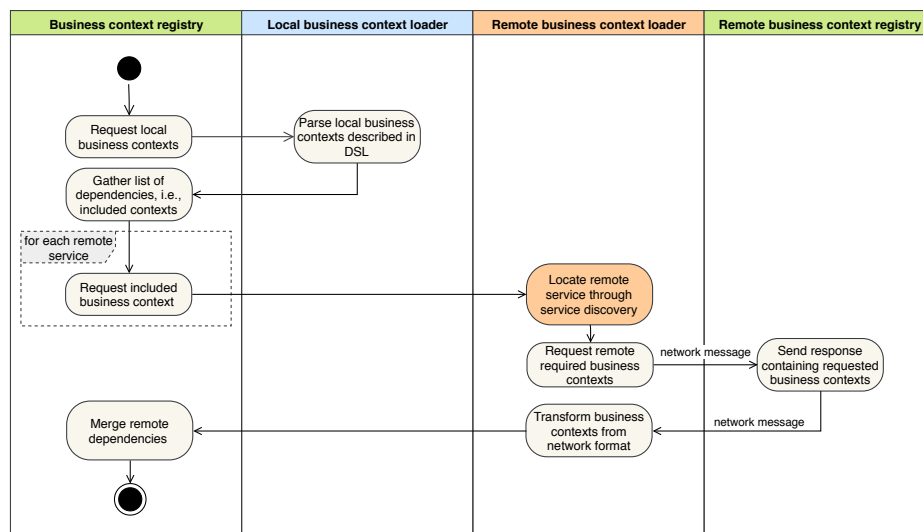 Business context registry
Local business context loader
Remote business context loader
Remote business context registry
Request local
business contexts
Parse local business
contexts described in
DSL
Gather list of
dependencies, i.e.,
included contexts
for each remote
service
Request included
business context
Locate remote
service through
service discovery
Request remote
required business
contexts
network message
Send response
containing requested
business contexts
Merge remote
dependencies
Transform business
contexts from
network format
network message